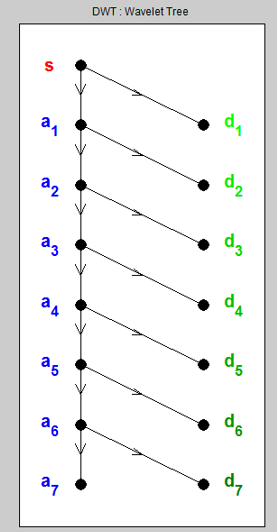 DWT : Wavelet Tree
s
a1 d1
a2 d2
a3 d3
a4 d4
a5 d5
a6 d6
a7 d7